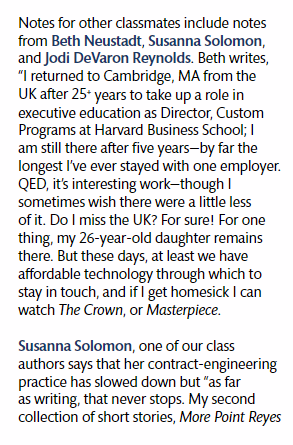 Notes for other classmates include notes
from Beth Neustadt, Susanna Solomon,
and Jodi DeVaron Reynolds. Beth writes,
“I returned to Cambridge, MA from the
UK after 25+ years to take up a role in
executive education as Director, Custom
Programs at Harvard Business School; I
am still there after five years—by far the
longest I’ve ever stayed with one employer.
QED, it’s interesting work—though I
sometimes wish there were a little less
of it. Do I miss the UK? For sure! For one
thing, my 26-year-old daughter remains
there. But these days, at least we have
affordable technology through which to
stay in touch, and if I get homesick I can
watch The Crown, or Masterpiece.
Susanna Solomon, one of our class
authors says that her contract-engineering
practice has slowed down but “as far
as writing, that never stops. My second
collection of short stories, More Point Reyes